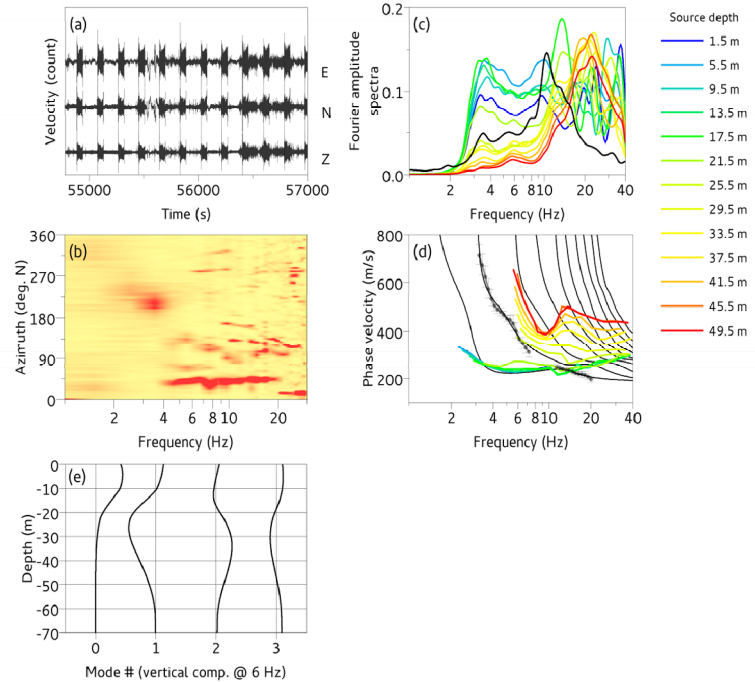 (a)
Velocity (count)
E
N
Z
55000 56000 57000
Time (s)
(c)
Fourier amplitude
spectra
0.2
0.1
0.0
2 4 6 8 10 20 40
Frequency (Hz)
Source depth
1.5 m
5.5 m
9.5 m
13.5 m
17.5 m
21.5 m
25.5 m
29.5 m
33.5 m
37.5 m
41.5 m
45.5 m
49.5 m
(b)
Azimuth (deg. N)
360
270
180
90
0
2 4 6 8 10 20
Frequency (Hz)
(d)
Phase velocity (m/s)
800
600
400
200
2 4 6 8 10 20 40
Frequency (Hz)
(e)
Depth (m)
0
-10
-20
-30
-40
-50
-60
-70
0 1 2 3
Mode # (vertical comp. @ 6 Hz)